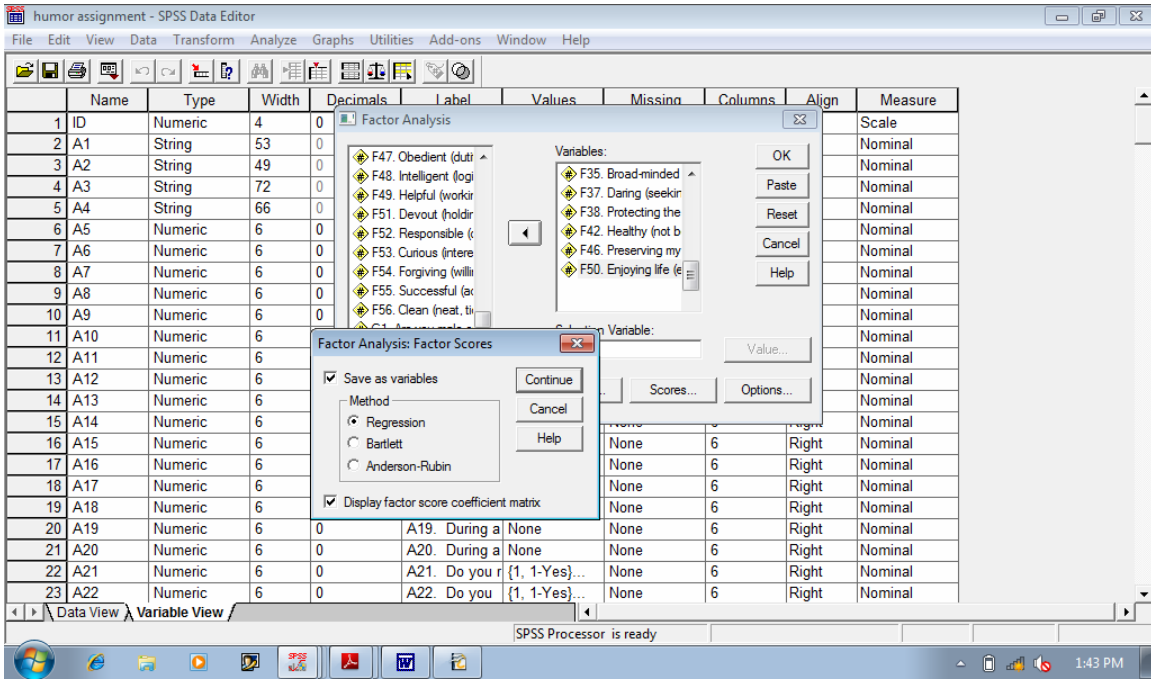 humor assignment - SPSS Data Editor
File Edit View Data Transform Analyze Graphs Utilities Add-ons Window Help
Name Type Width Decimals Label Values Missing Columns Align Measure
1 ID Numeric 4 0 Scale
2 A1 String 53 0 Nominal
3 A2 String 49 0 Nominal
4 A3 String 72 0 Nominal
5 A4 String 66 0 Nominal
6 A5 Numeric 6 0 Nominal
7 A6 Numeric 6 0 Nominal
8 A7 Numeric 6 0 Nominal
9 A8 Numeric 6 0 Nominal
10 A9 Numeric 6 0 Nominal
11 A10 Numeric 6 Nominal
12 A11 Numeric 6 Nominal
13 A12 Numeric 6 Nominal
14 A13 Numeric 6 Nominal
15 A14 Numeric 6 Nominal
16 A15 Numeric 6 None 6 Right Nominal
17 A16 Numeric 6 None 6 Right Nominal
18 A17 Numeric 6 None 6 Right Nominal
19 A18 Numeric 6 None 6 Right Nominal
20 A19 Numeric 6 0 A19. During a None None 6 Right Nominal
21 A20 Numeric 6 0 A20. During a None None 6 Right Nominal
22 A21 Numeric 6 0 A21. Do you r {1, 1-Yes}... None 6 Right Nominal
23 A22 Numeric 6 0 A22. Do you {1, 1-Yes}... None 6 Right Nominal
Data View Variable View
SPSS Processor is ready
Factor Analysis
F47. Obedient (duti
F48. Intelligent (logi
F49. Helpful (workir
F51. Devout (holdir
F52. Responsible (
F53. Curious (intere
F54. Forgiving (willi
F55. Successful (a
F56. Clean (neat, ti
Variables:
F35. Broad-minded
F37. Daring (seekin
F38. Protecting the
F42. Healthy (not b
F46. Preserving my
F50. Enjoying life (e
Variable:
Value...
OK
Paste
Reset
Cancel
Help
Scores... Options...
Factor Analysis: Factor Scores
Save as variables
Method
Regression
Bartlett
Anderson-Rubin
Display factor score coefficient matrix
Continue
Cancel
Help
SPSS
1:43 PM